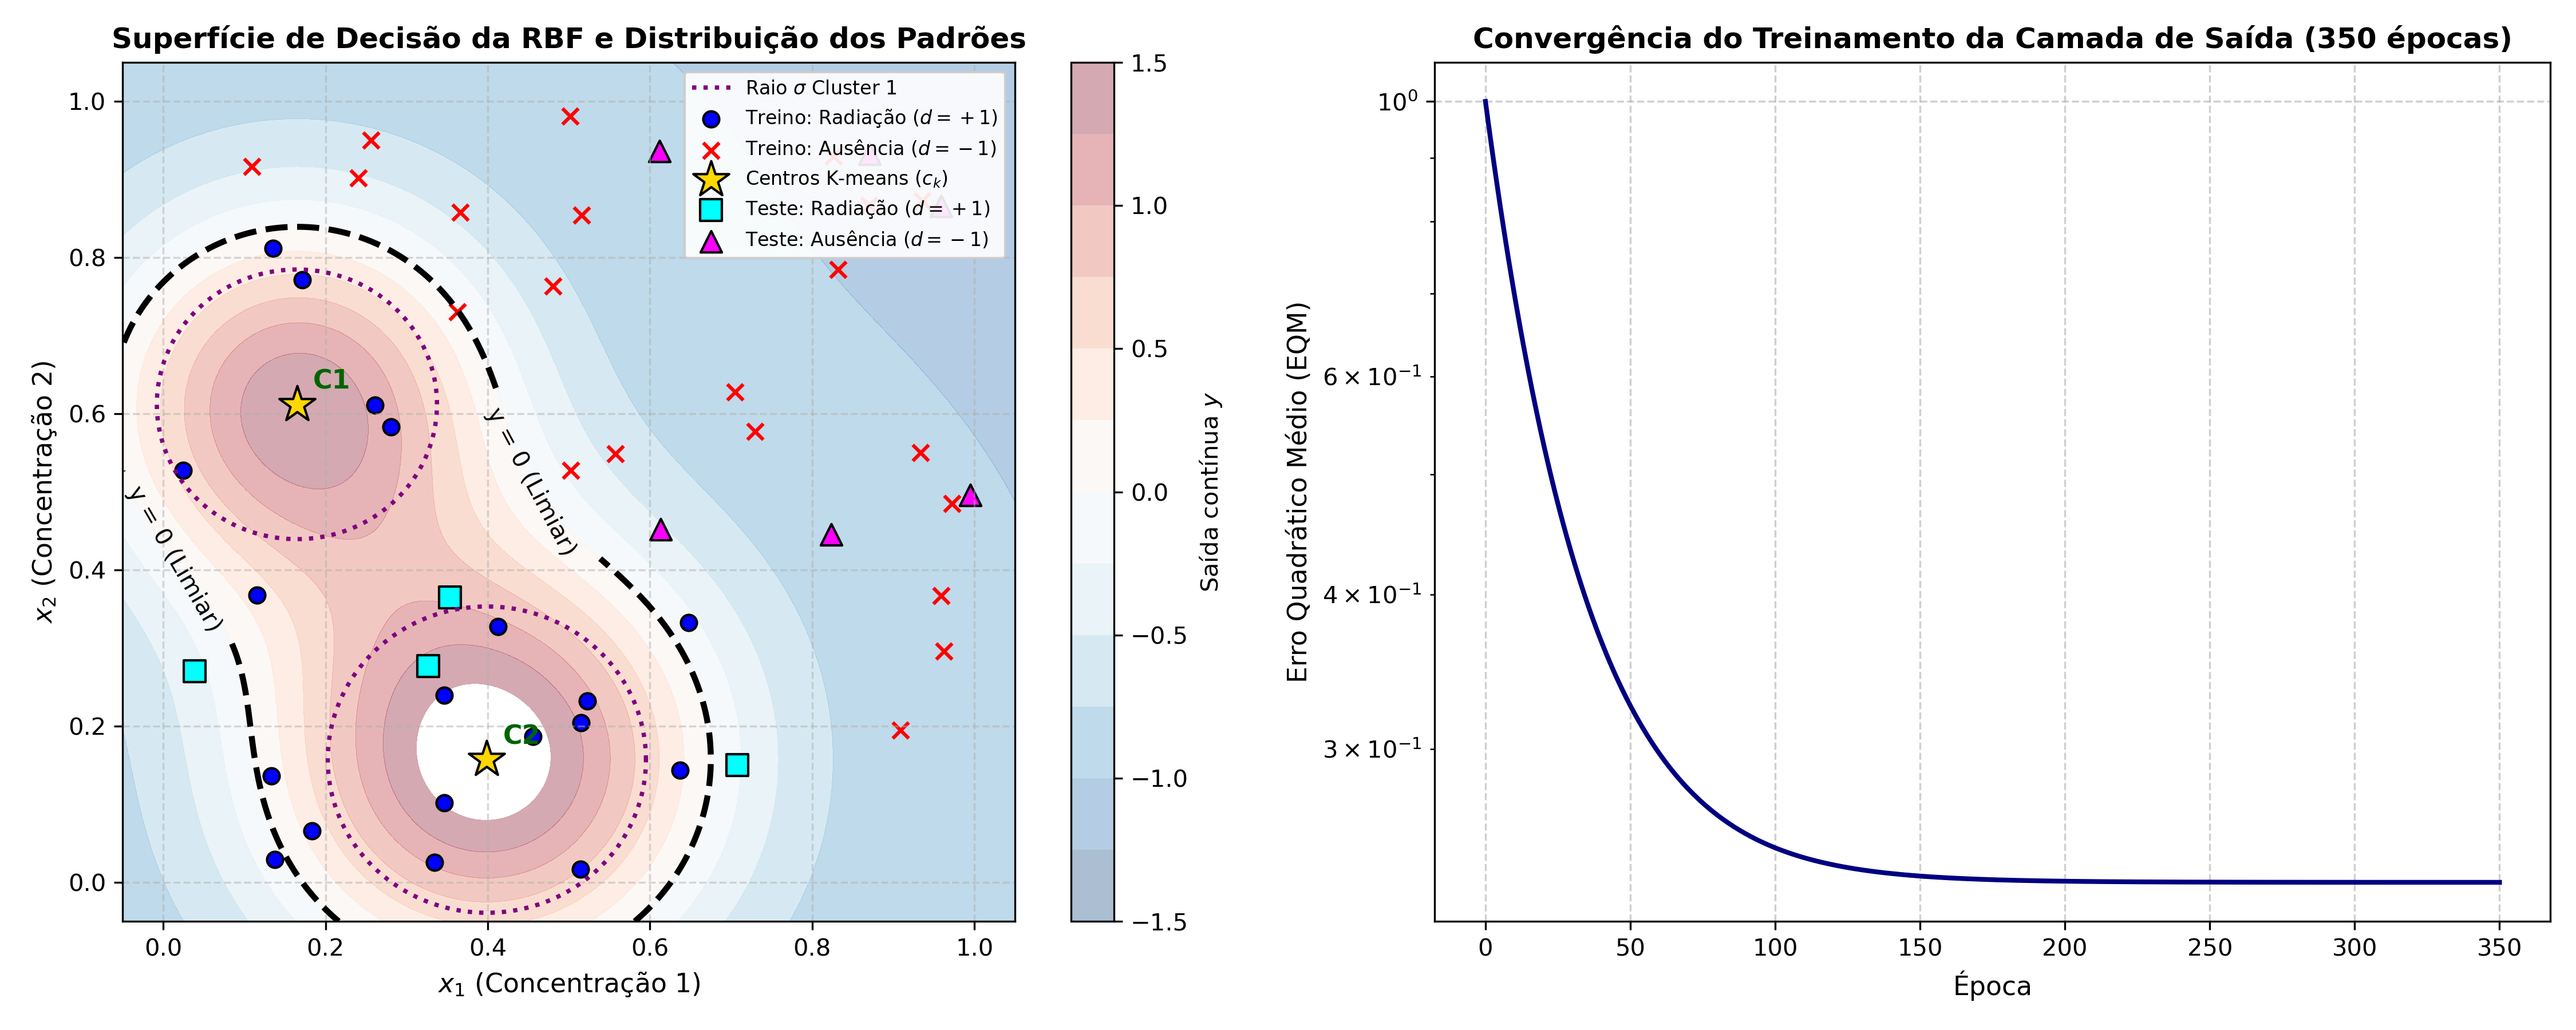 Superfície de Decisão da RBF e Distribuição dos Padrões
Raio σ Cluster 1
Treino: Radiação (d = +1)
Treino: Ausência (d = −1)
Centros K-means (c_k)
Teste: Radiação (d = +1)
Teste: Ausência (d = −1)
x₂ (Concentração 2)
1.0
0.8
0.6
0.4
0.2
0.0
C1
C2
y = 0 (Limiar)
y = 0 (Limiar)
0.0 0.2 0.4 0.6 0.8 1.0
x₁ (Concentração 1)
1.5
1.0
0.5
0.0
−0.5
−1.0
−1.5
Saída contínua y
Convergência do Treinamento da Camada de Saída (350 épocas)
Erro Quadrático Médio (EQM)
10⁰
6 × 10⁻¹
4 × 10⁻¹
3 × 10⁻¹
0 50 100 150 200 250 300 350
Época